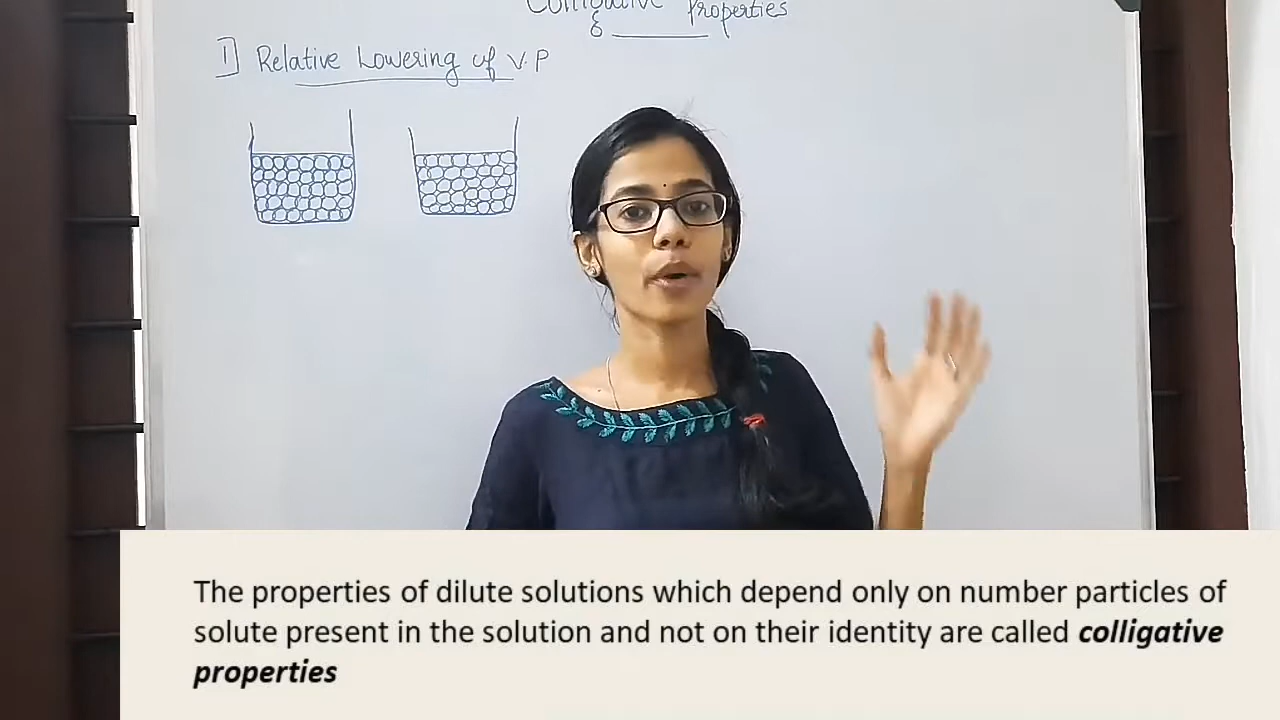 Colligative Properties
1] Relative Lowering of V.P
The properties of dilute solutions which depend only on number particles of
solute present in the solution and not on their identity are called colligative
properties